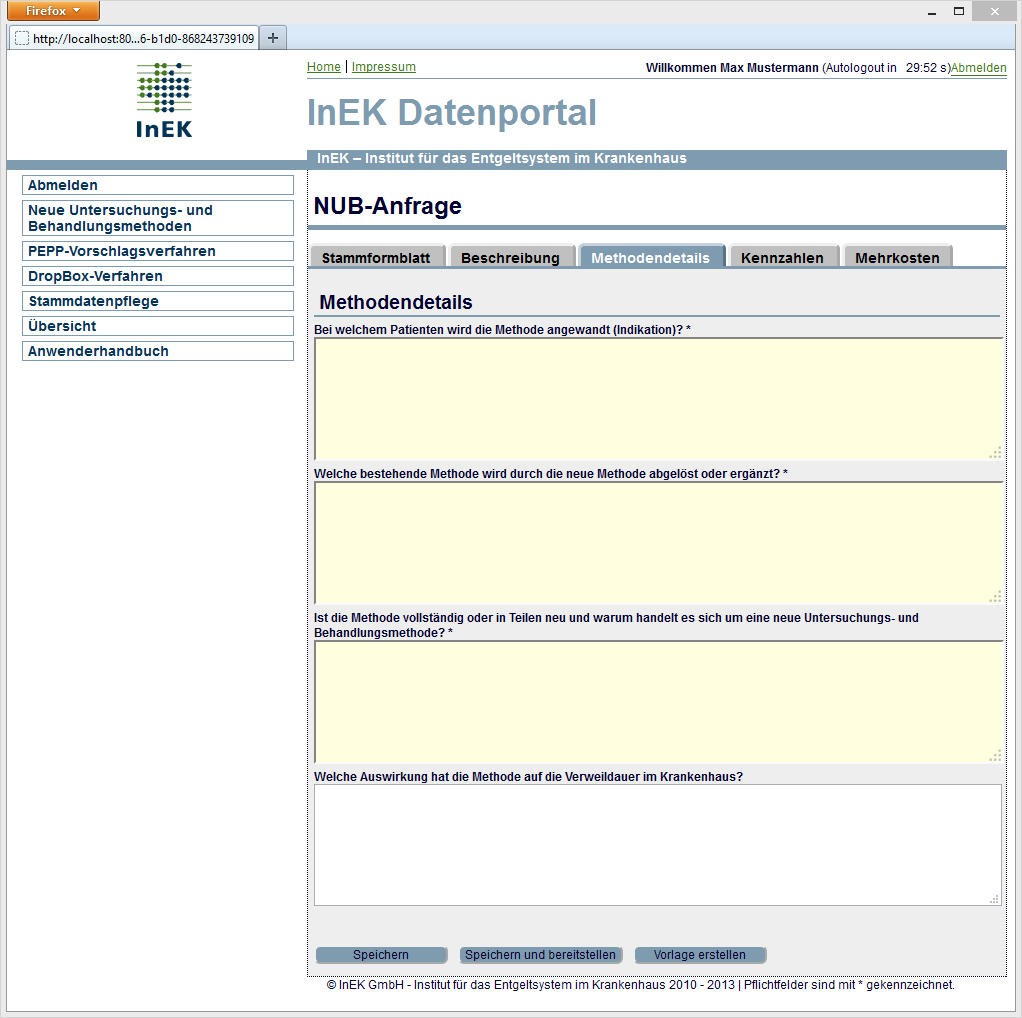 Firefox
http://localhost:80...6-b1d0-868243739109
InEK
Home | Impressum
Willkommen Max Mustermann (Autologout in 29:52 s)Abmelden
InEK Datenportal
InEK – Institut für das Entgeltsystem im Krankenhaus
Abmelden
Neue Untersuchungs- und
Behandlungsmethoden
PEPP-Vorschlagsverfahren
DropBox-Verfahren
Stammdatenpflege
Übersicht
Anwenderhandbuch
NUB-Anfrage
Stammformblatt Beschreibung Methodendetails Kennzahlen Mehrkosten
Methodendetails
Bei welchem Patienten wird die Methode angewandt (Indikation)? *
Welche bestehende Methode wird durch die neue Methode abgelöst oder ergänzt? *
Ist die Methode vollständig oder in Teilen neu und warum handelt es sich um eine neue Untersuchungs- und
Behandlungsmethode? *
Welche Auswirkung hat die Methode auf die Verweildauer im Krankenhaus?
Speichern Speichern und bereitstellen Vorlage erstellen
© InEK GmbH - Institut für das Entgeltsystem im Krankenhaus 2010 - 2013 | Pflichtfelder sind mit * gekennzeichnet.